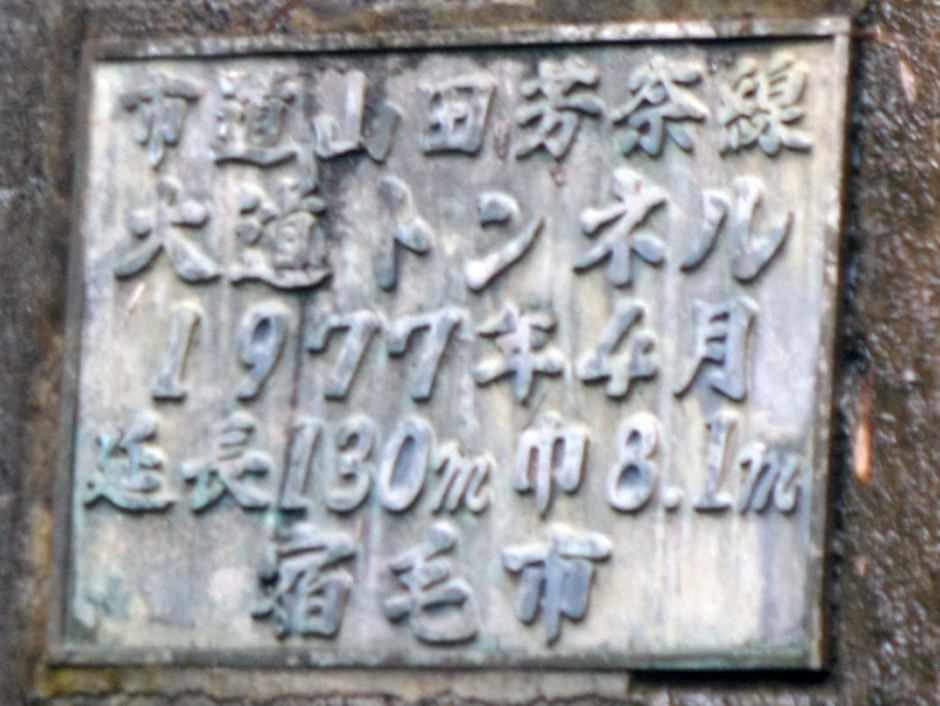 市道山田芳奈線
大道トンネル
1977年4月
延長130m巾8.1m
宿毛市